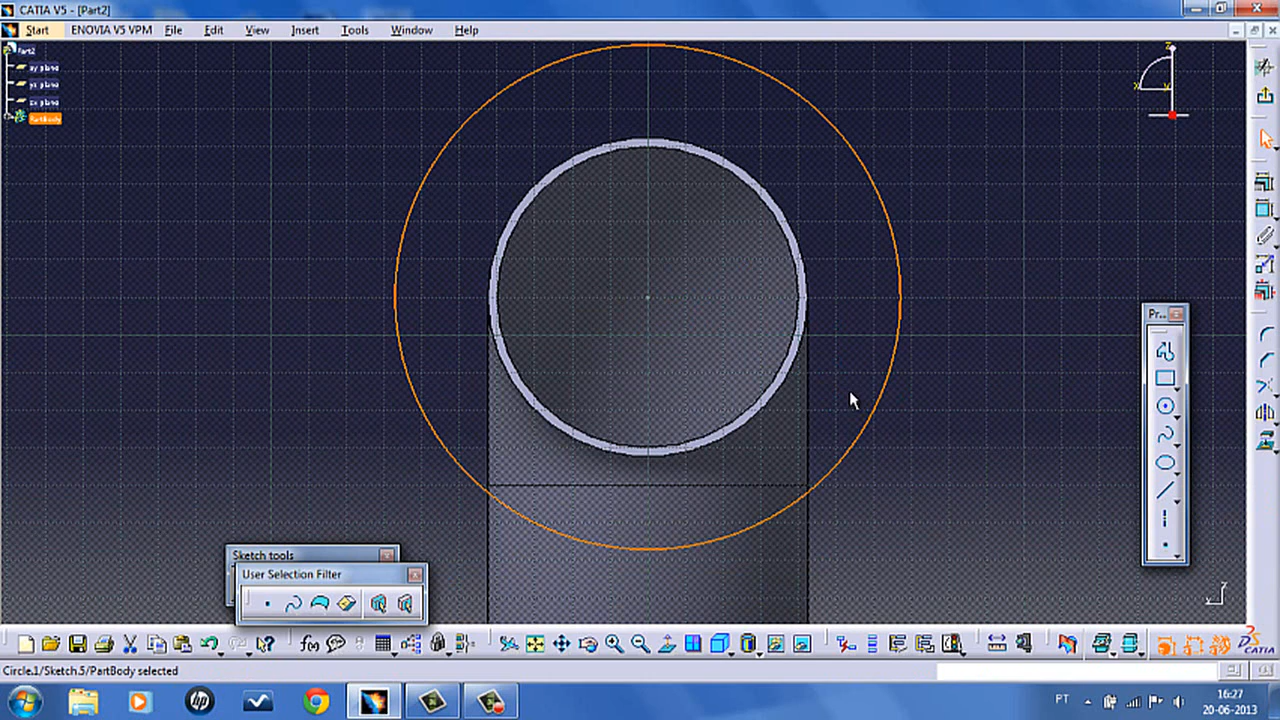 CATIA V5 - [Part2]
Start ENOVIA V5 VPM File Edit View Insert Tools Window Help
Part2
xy plane
yz plane
zx plane
PartBody
Z
X
Y
Pr...
Sketch tools
User Selection Filter
f(x)
CATIA
Circle.1/Sketch.5/PartBody selected
hp
PT
16:27
20-06-2013